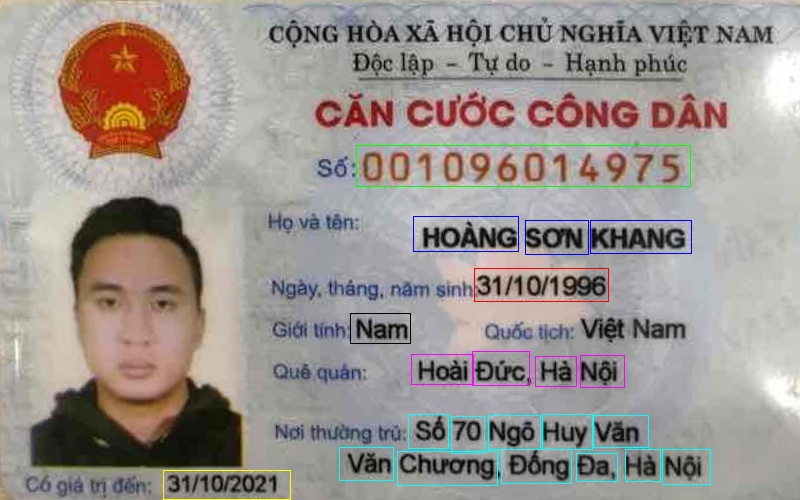 CỘNG HÒA XÃ HỘI CHỦ NGHĨA VIỆT NAM
Độc lập - Tự do - Hạnh phúc
CĂN CƯỚC CÔNG DÂN
Số: 001096014975
Họ và tên: HOÀNG SƠN KHANG
Ngày, tháng, năm sinh: 31/10/1996
Giới tính: Nam Quốc tịch: Việt Nam
Quê quán: Hoài Đức, Hà Nội
Nơi thường trú: Số 70 Ngõ Huy Văn
Văn Chương, Đống Đa, Hà Nội
Có giá trị đến: 31/10/2021